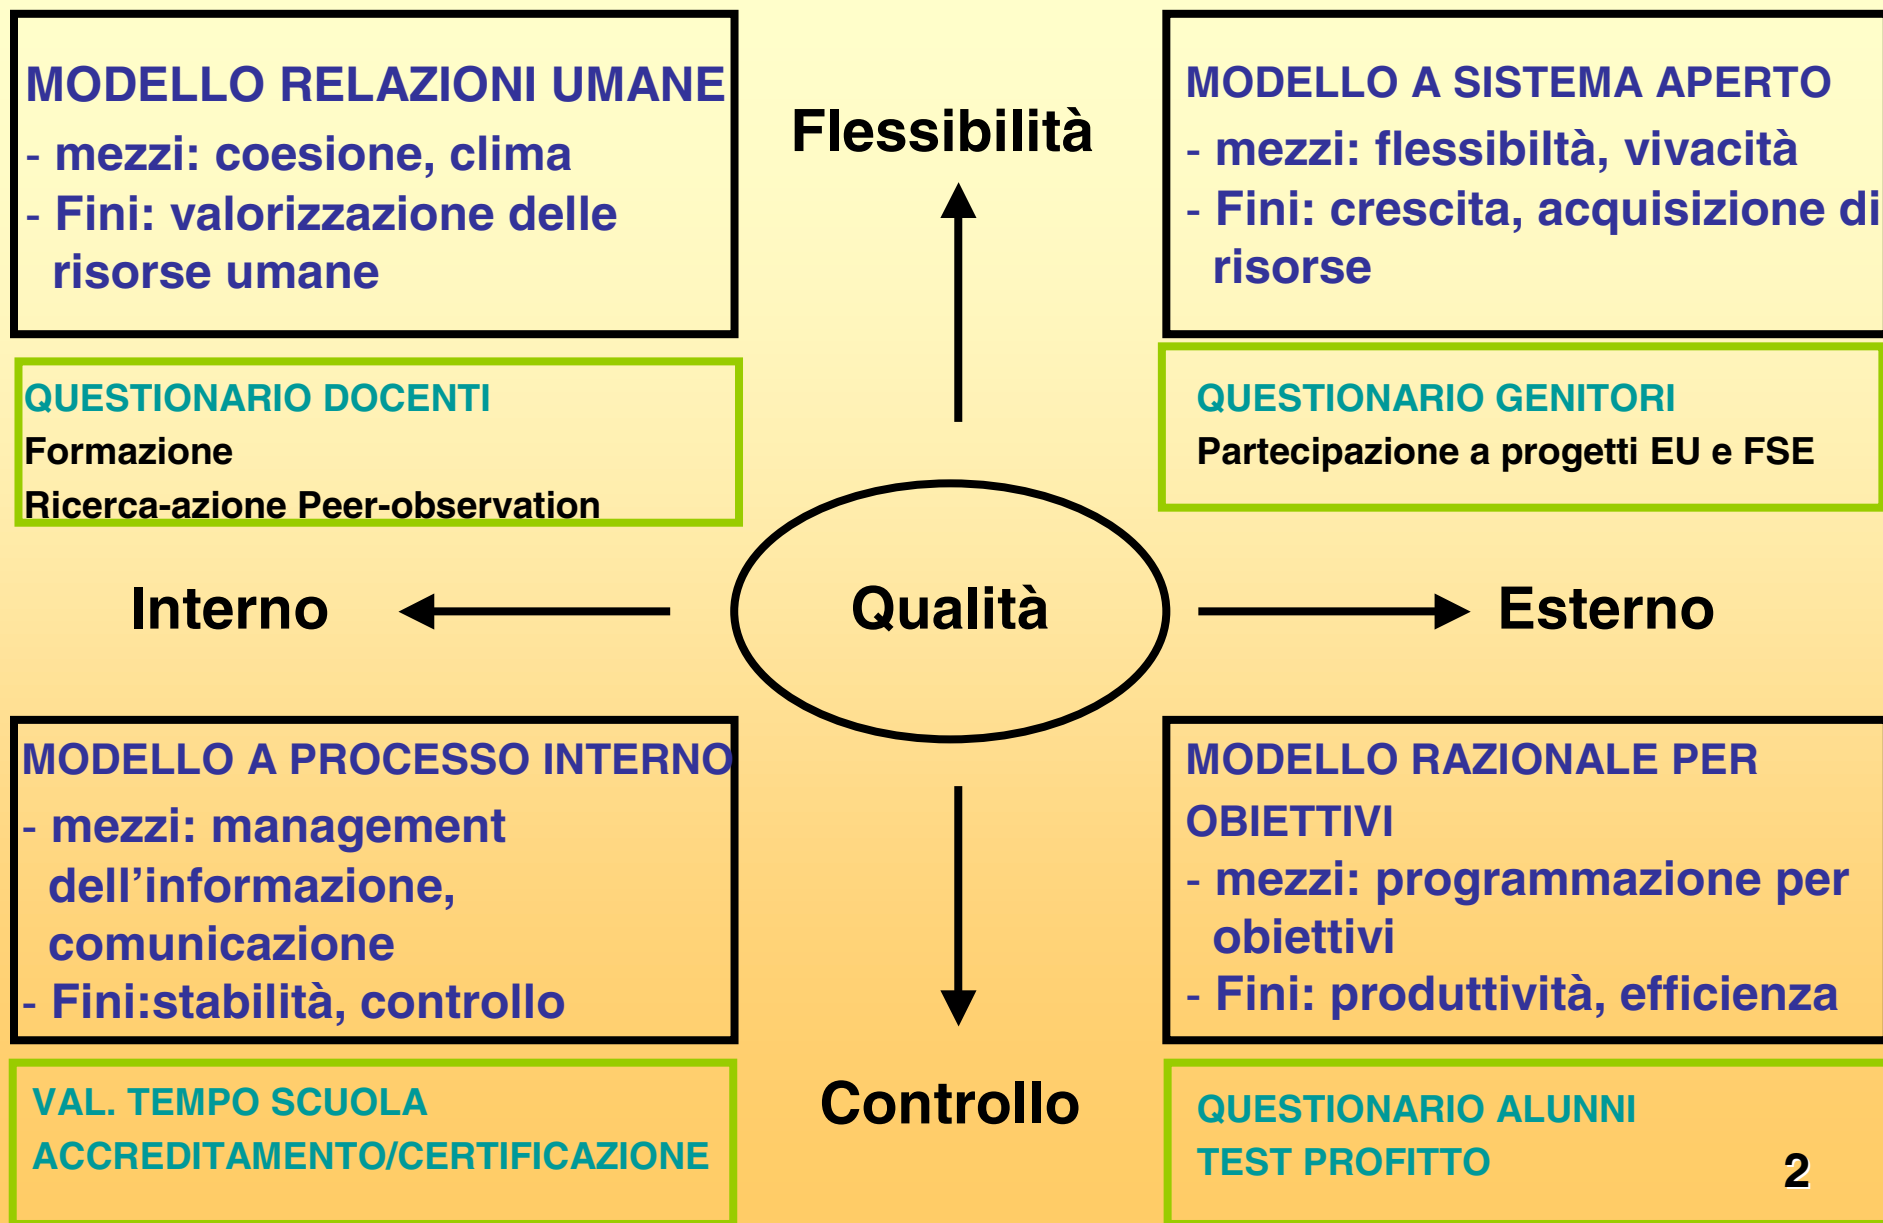 MODELLO RELAZIONI UMANE
- mezzi: coesione, clima
- Fini: valorizzazione delle
risorse umane
Flessibilità
MODELLO A SISTEMA APERTO
- mezzi: flessibiltà, vivacità
- Fini: crescita, acquisizione di
risorse
QUESTIONARIO DOCENTI
Formazione
Ricerca-azione Peer-observation
QUESTIONARIO GENITORI
Partecipazione a progetti EU e FSE
Interno
Qualità
Esterno
MODELLO A PROCESSO INTERNO
- mezzi: management
dell’informazione,
comunicazione
- Fini:stabilità, controllo
MODELLO RAZIONALE PER
OBIETTIVI
- mezzi: programmazione per
obiettivi
- Fini: produttività, efficienza
VAL. TEMPO SCUOLA
ACCREDITAMENTO/CERTIFICAZIONE
Controllo
QUESTIONARIO ALUNNI
TEST PROFITTO
2